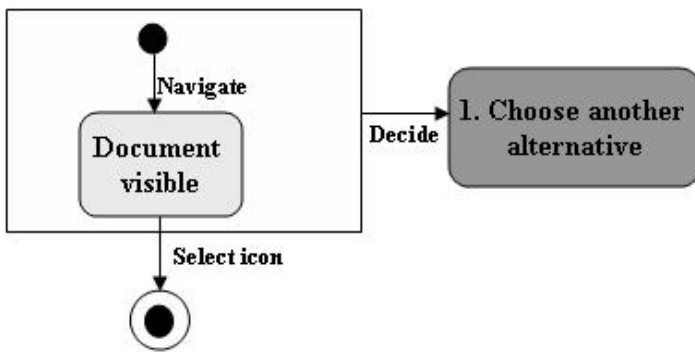 Navigate
Document
visible
Decide
1. Choose another
alternative
Select icon